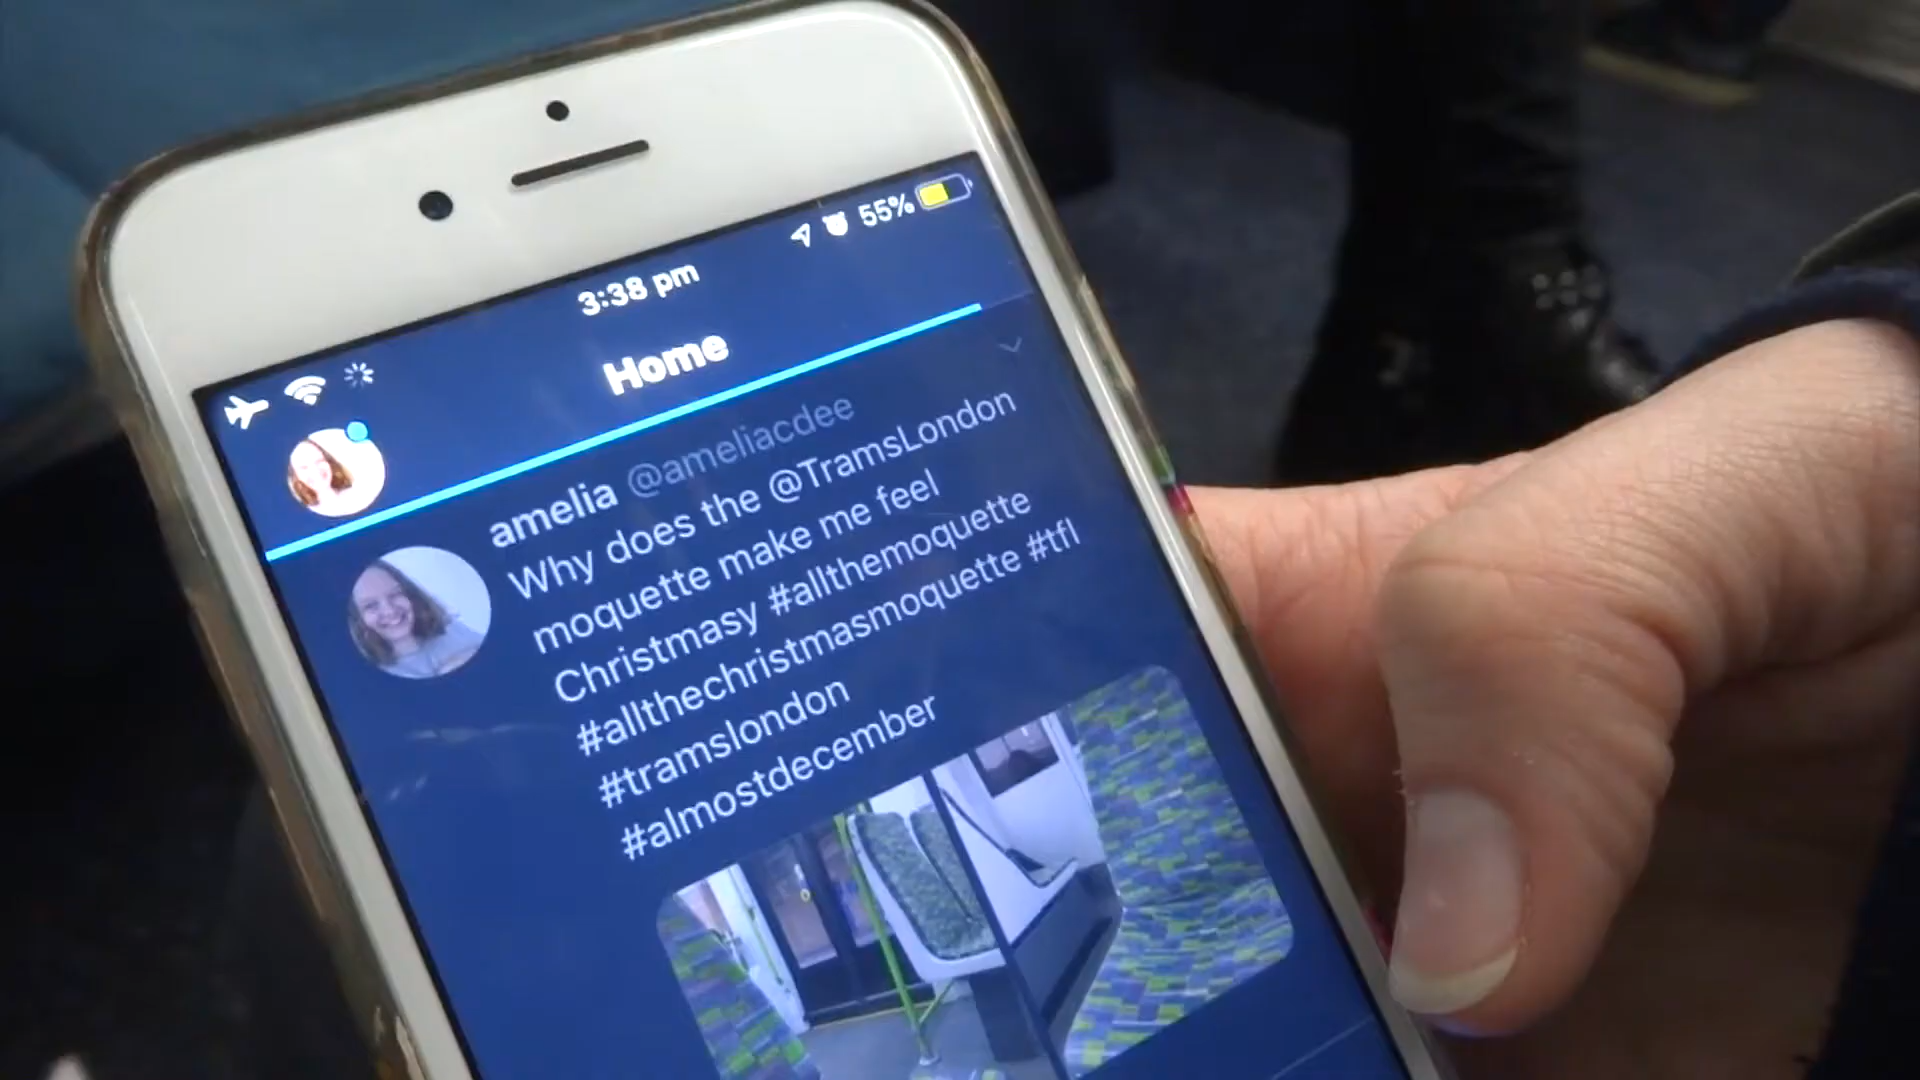 55%
3:38 pm
Home
amelia @ameliacdee
Why does the @TramsLondon
moquette make me feel
Christmasy #allthemoquette
#allthechristmasmoquette #tfl
#tramslondon
#almostdecember